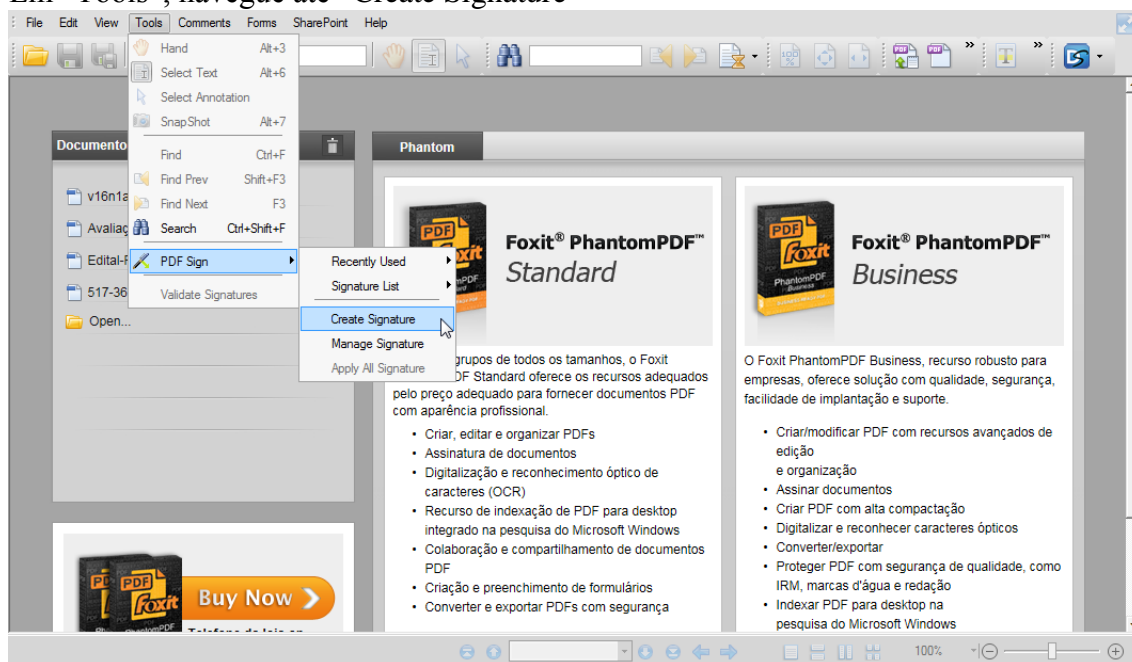 Em "Tools", navegue até "Create Signature"
File Edit View Tools Comments Forms SharePoint Help
Hand Alt+3
Select Text Alt+6
Select Annotation
SnapShot Alt+7
Find Ctrl+F
Find Prev Shift+F3
Find Next F3
Search Ctrl+Shift+F
PDF Sign
Validate Signatures
Recently Used
Signature List
Create Signature
Manage Signature
Apply All Signature
Documento
v16n1a
Avaliaç
Edital-F
517-36
Open...
Buy Now
Phantom
PDF
Foxit
PhantomPDF
Foxit® PhantomPDF™
Standard
grupos de todos os tamanhos, o Foxit
DF Standard oferece os recursos adequados
pelo preço adequado para fornecer documentos PDF
com aparência profissional.
• Criar, editar e organizar PDFs
• Assinatura de documentos
• Digitalização e reconhecimento óptico de
caracteres (OCR)
• Recurso de indexação de PDF para desktop
integrado na pesquisa do Microsoft Windows
• Colaboração e compartilhamento de documentos
PDF
• Criação e preenchimento de formulários
• Converter e exportar PDFs com segurança
PDF
Foxit
PhantomPDF
Business
Foxit® PhantomPDF™
Business
O Foxit PhantomPDF Business, recurso robusto para
empresas, oferece solução com qualidade, segurança,
facilidade de implantação e suporte.
• Criar/modificar PDF com recursos avançados de
edição
e organização
• Assinar documentos
• Criar PDF com alta compactação
• Digitalizar e reconhecer caracteres ópticos
• Converter/exportar
• Proteger PDF com segurança de qualidade, como
IRM, marcas d'água e redação
• Indexar PDF para desktop na
pesquisa do Microsoft Windows
100%